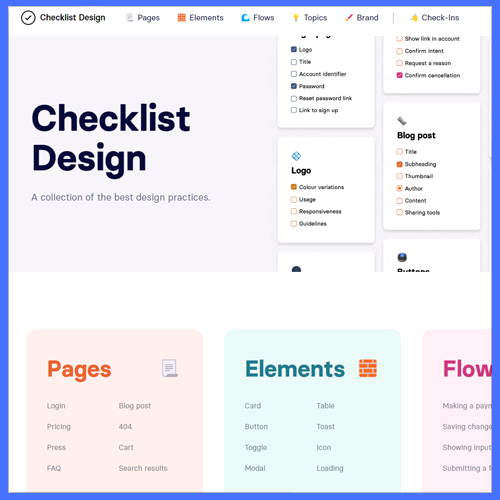 Checklist Design
Pages
Elements
Flows
Topics
Brand
Check-Ins
Checklist
Design
A collection of the best design practices.
Logo
Title
Account identifier
Password
Reset password link
Link to sign up
Logo
Colour variations
Usage
Responsiveness
Guidelines
Show link in account
Confirm intent
Request a reason
Confirm cancellation
Blog post
Title
Subheading
Thumbnail
Author
Content
Sharing tools
Buttons
Pages
Login
Blog post
Pricing
404
Press
Cart
FAQ
Search results
Elements
Card
Table
Button
Toast
Toggle
Icon
Modal
Loading
Flow
Making a payn
Saving change
Showing input
Submitting a f